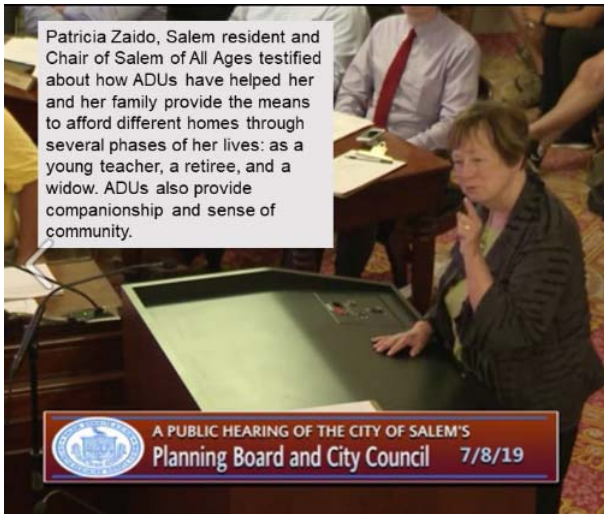 Patricia Zaido, Salem resident and
Chair of Salem of All Ages testified
about how ADUs have helped her
and her family provide the means
to afford different homes through
several phases of her lives: as a
young teacher, a retiree, and a
widow. ADUs also provide
companionship and sense of
community.
A PUBLIC HEARING OF THE CITY OF SALEM'S
Planning Board and City Council 7/8/19